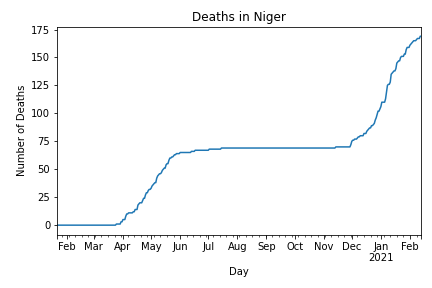 Deaths in Niger
175
150
125
100
75
50
25
0
Number of Deaths
Feb Mar Apr May Jun Jul Aug Sep Oct Nov Dec Jan Feb
2021
Day